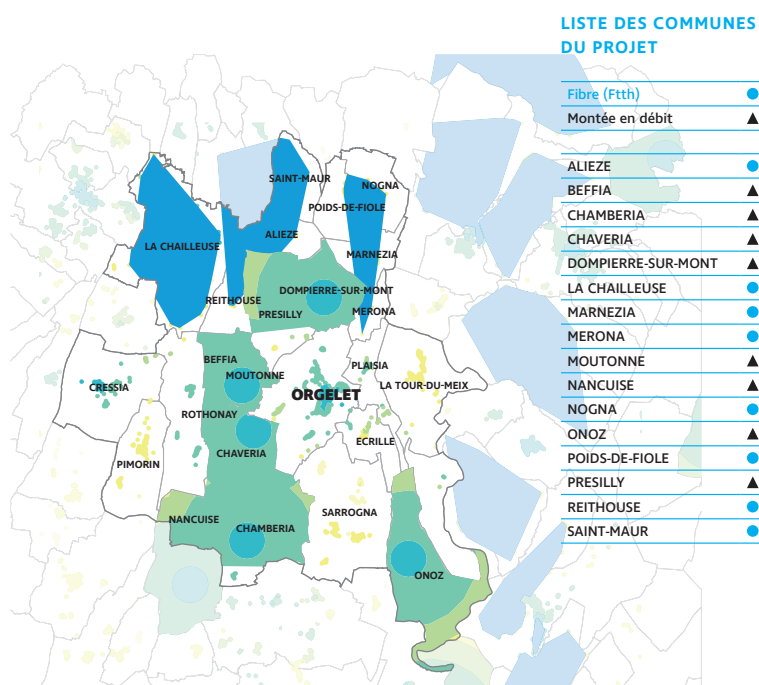 LISTE DES COMMUNES
DU PROJET
Fibre (Ftth) ●
Montée en débit ▲
ALIEZE ●
BEFFIA ▲
CHAMBERIA ▲
CHAVERIA ▲
DOMPIERRE-SUR-MONT ▲
LA CHAILLEUSE ●
MARNEZIA ●
MERONA ●
MOUTONNE ▲
NANCUISE ▲
NOGNA ●
ONOZ ▲
POIDS-DE-FIOLE ●
PRESILLY ▲
REITHOUSE ●
SAINT-MAUR ●
SAINT-MAUR
NOGNA
POIDS-DE-FIOLE
ALIEZE
LA CHAILLEUSE
MARNEZIA
DOMPIERRE-SUR-MONT
REITHOUSE
PRESILLY
MERONA
BEFFIA
PLAISIA
MOUTONNE
LA TOUR-DU-MEIX
CRESSIA
ORGELET
ROTHONAY
ECRILLE
CHAVERIA
PIMORIN
SARROGNA
NANCUISE
CHAMBERIA
ONOZ